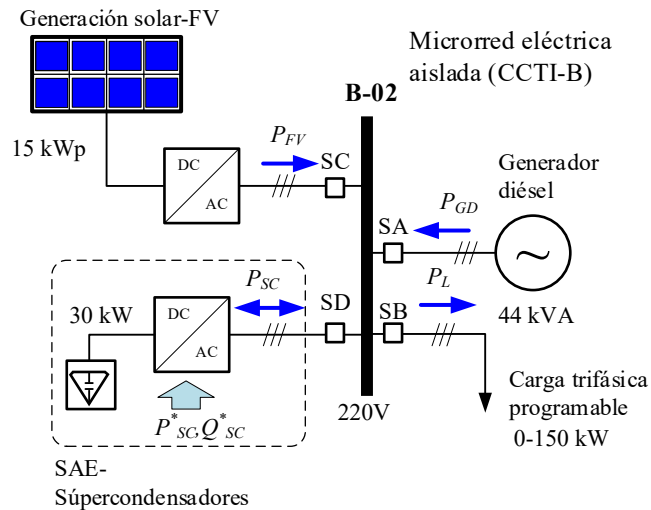 Generación solar-FV
Microrred eléctrica
aislada (CCTI-B)
B-02
15 kWp
DC
AC
P_FV
SC
Generador
diésel
P_GD
SA
44 kVA
30 kW
DC
AC
P_SC
SD
SB
P_L
P*_SC,Q*_SC
220V
Carga trifásica
programable
0-150 kW
SAE-
Súpercondensadores